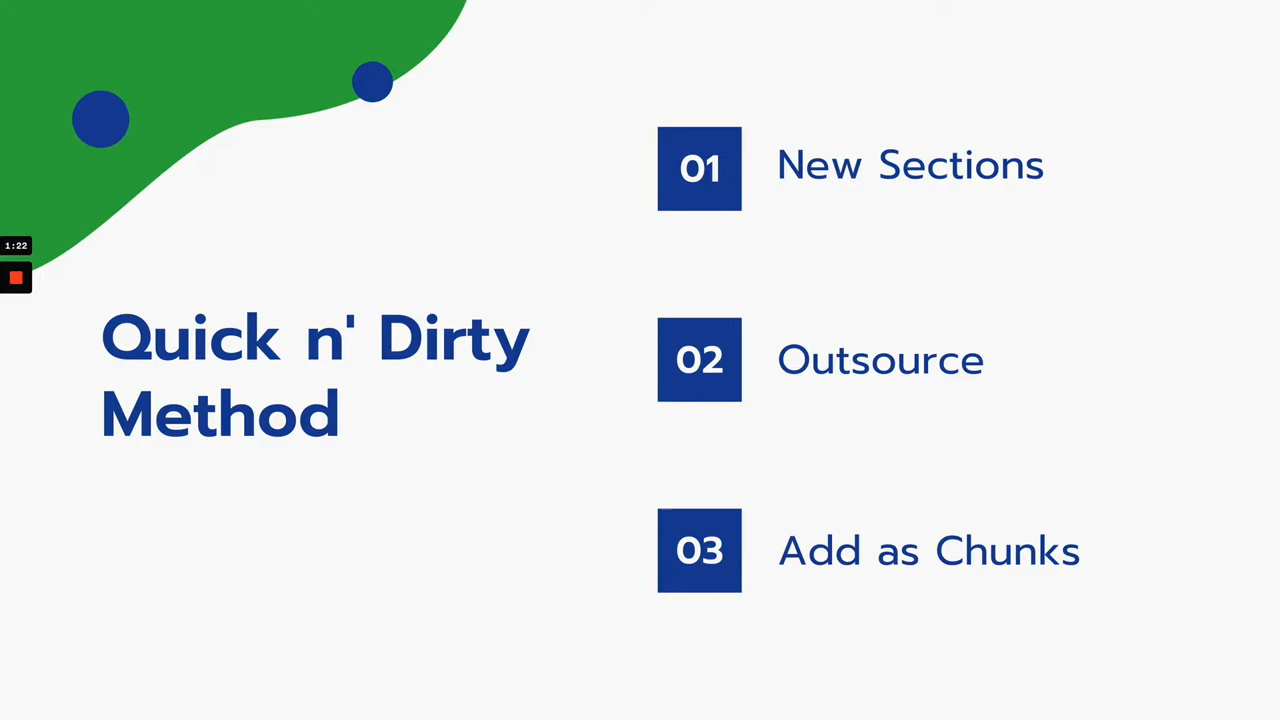 1:22
Quick n' Dirty
Method
01 New Sections
02 Outsource
03 Add as Chunks